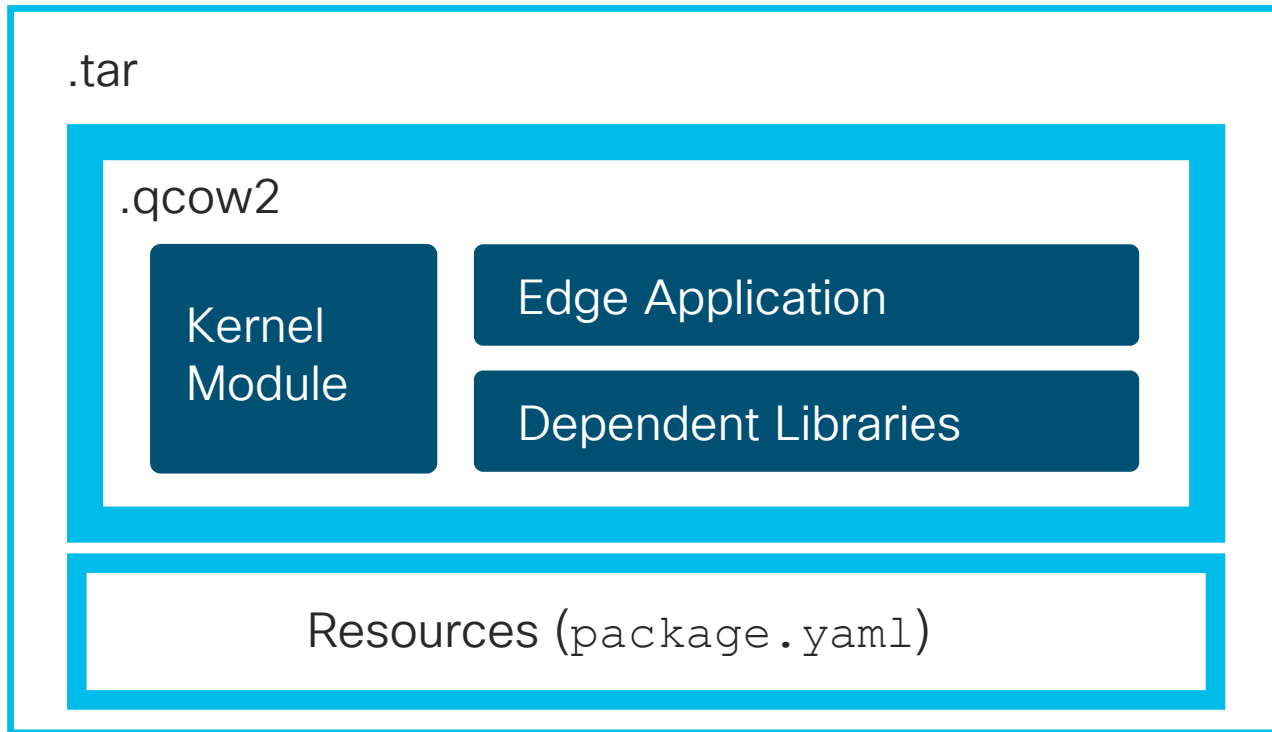 .tar
.qcow2
Kernel
Module
Edge Application
Dependent Libraries
Resources (package.yaml)